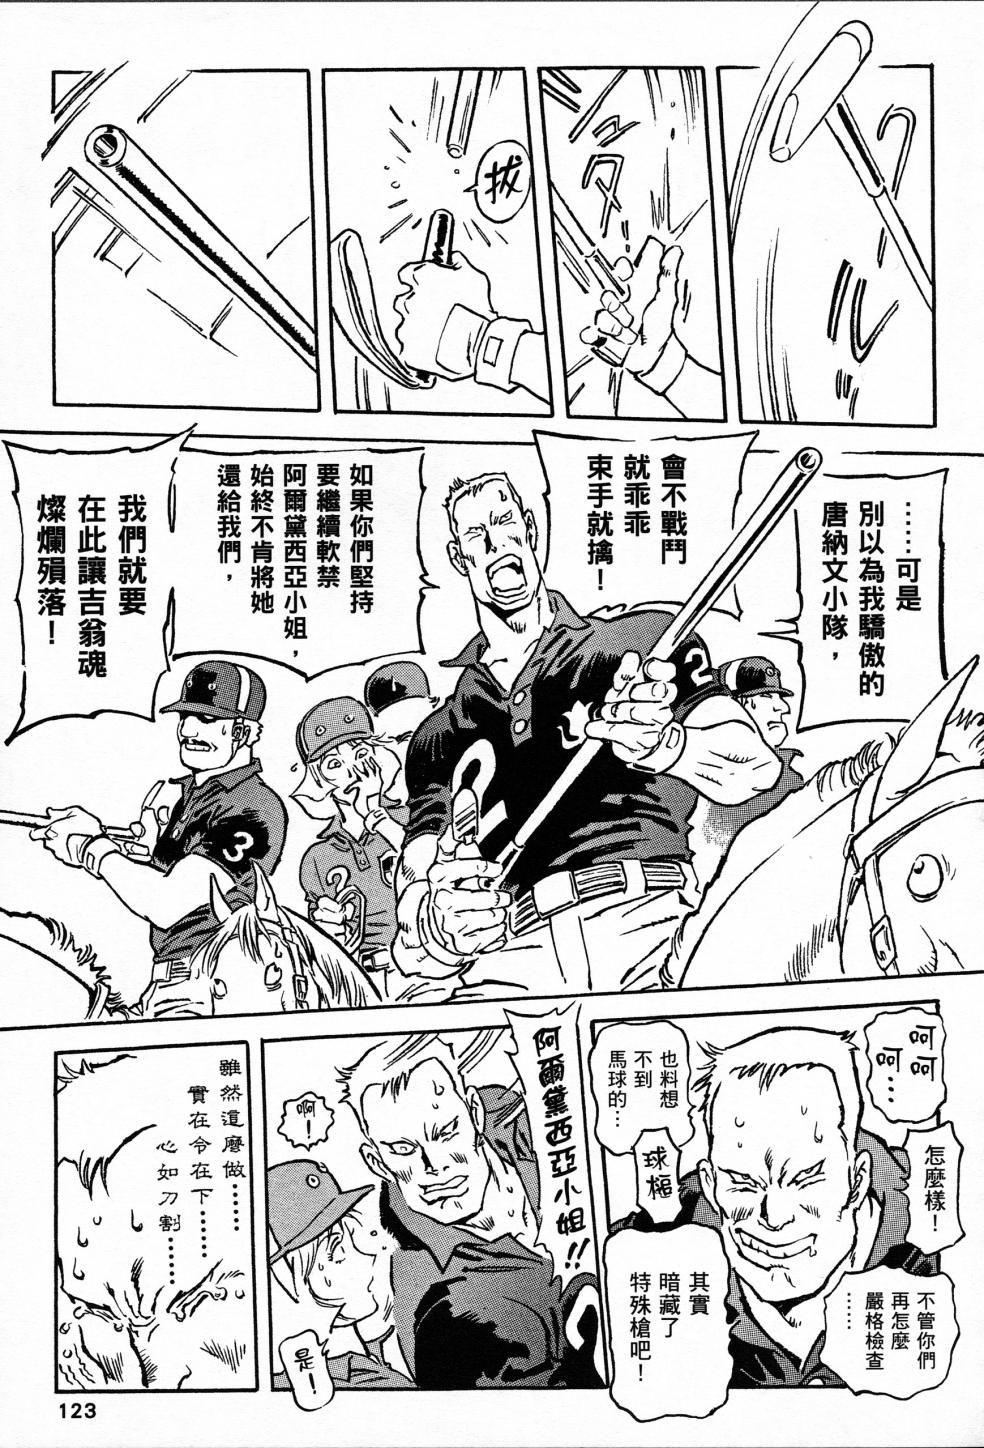 クル
シュタ
拔
……可是
別以為我驕傲的
唐納文小隊，
會不戰鬥
就乖乖
束手就擒！
如果你們堅持
要繼續軟禁
阿爾黛西亞小姐，
始終不肯將她
還給我們，
我們就要
在此讓吉翁魂
燦爛殞落！
呵呵
呵…
怎麼樣！
不管你們
再怎麼
嚴格檢查
……
也料想
不到
馬球的…
球桿
其實
暗藏了
特殊槍吧！
阿爾黛西亞小姐!!
啊！
是！
雖然這麼做……
實在令在下……
心如刀割……
123